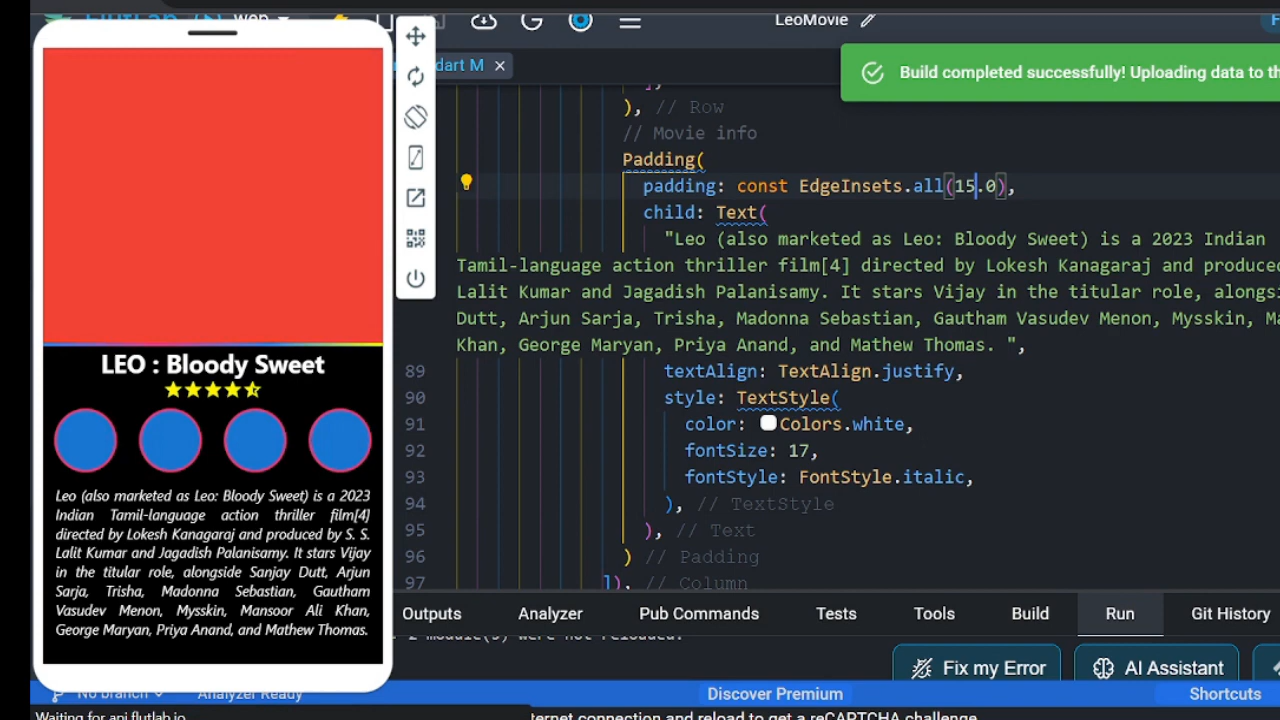 web
LeoMovie
dart M ×
Build completed successfully! Uploading data to th
), // Row
// Movie info
Padding(
padding: const EdgeInsets.all(15.0),
child: Text(
"Leo (also marketed as Leo: Bloody Sweet) is a 2023 Indian
Tamil-language action thriller film[4] directed by Lokesh Kanagaraj and produced
Lalit Kumar and Jagadish Palanisamy. It stars Vijay in the titular role, alongsi
Dutt, Arjun Sarja, Trisha, Madonna Sebastian, Gautham Vasudev Menon, Mysskin, Ma
Khan, George Maryan, Priya Anand, and Mathew Thomas. ",
89 textAlign: TextAlign.justify,
90 style: TextStyle(
91 color: Colors.white,
92 fontSize: 17,
93 fontStyle: FontStyle.italic,
94 ), // TextStyle
95 ), // Text
96 ) // Padding
97 ]), // Column
LEO : Bloody Sweet
Leo (also marketed as Leo: Bloody Sweet) is a 2023
Indian Tamil-language action thriller film[4]
directed by Lokesh Kanagaraj and produced by S. S.
Lalit Kumar and Jagadish Palanisamy. It stars Vijay
in the titular role, alongside Sanjay Dutt, Arjun
Sarja, Trisha, Madonna Sebastian, Gautham
Vasudev Menon, Mysskin, Mansoor Ali Khan,
George Maryan, Priya Anand, and Mathew Thomas.
Outputs Analyzer Pub Commands Tests Tools Build Run Git History
2 module(s) were not reloaded.
Fix my Error AI Assistant
No branch Analyzer Ready Discover Premium Shortcuts
Waiting for api.flutlab.io
ternet connection and reload to get a reCAPTCHA challenge.